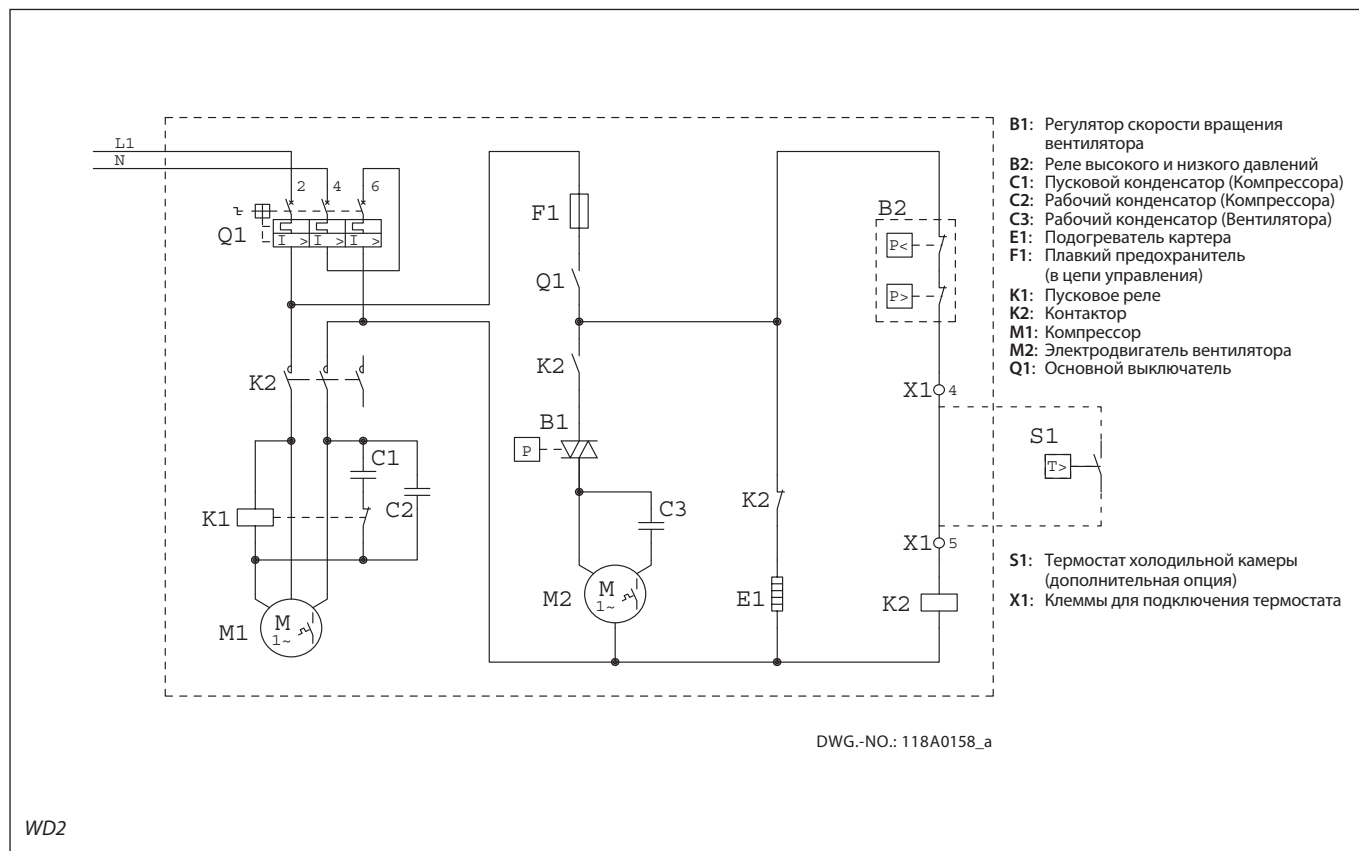 L1
N
2 4 6
Q1
I > I > I >
K2
C1
C2
K1
M
1~
M1
F1
Q1
K2
B1
P
C3
M
1~
M2
K2
E1
B2
P<
P>
X1 4
S1
T>
X1 5
K2
B1: Регулятор скорости вращения
вентилятора
B2: Реле высокого и низкого давлений
C1: Пусковой конденсатор (Компрессора)
C2: Рабочий конденсатор (Компрессора)
C3: Рабочий конденсатор (Вентилятора)
E1: Подогреватель картера
F1: Плавкий предохранитель
(в цепи управления)
K1: Пусковое реле
K2: Контактор
M1: Компрессор
M2: Электродвигатель вентилятора
Q1: Основной выключатель
S1: Термостат холодильной камеры
(дополнительная опция)
X1: Клеммы для подключения термостата
DWG.-NO.: 118A0158_a
WD2